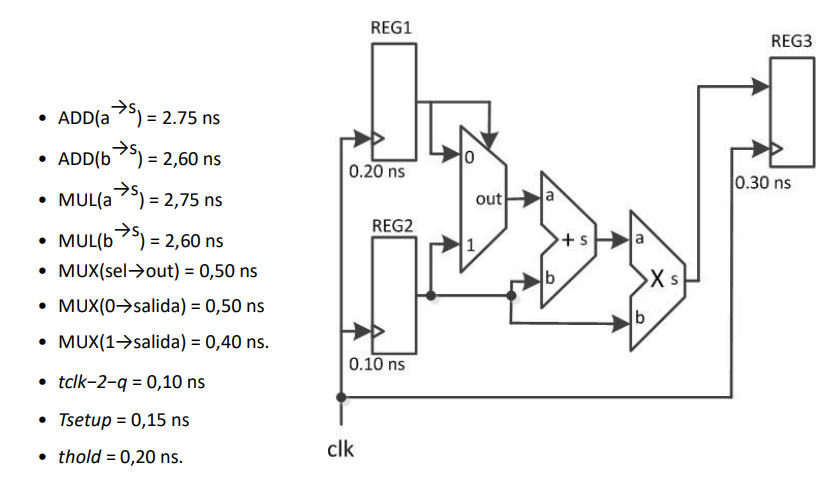 • ADD(a→s) = 2.75 ns
• ADD(b→s) = 2,60 ns
• MUL(a→s) = 2,75 ns
• MUL(b→s) = 2,60 ns
• MUX(sel→out) = 0,50 ns
• MUX(0→salida) = 0,50 ns
• MUX(1→salida) = 0,40 ns.
• tclk−2−q = 0,10 ns
• Tsetup = 0,15 ns
• thold = 0,20 ns.
REG1
0.20 ns
REG2
0.10 ns
0
out
1
a
+ s
b
a
X s
b
REG3
0.30 ns
clk